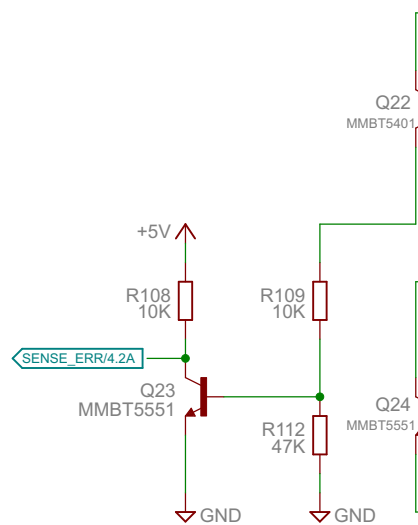 Q22
MMBT5401
+5V
R108
10K
R109
10K
SENSE_ERR/4.2A
Q23
MMBT5551
Q24
MMBT5551
R112
47K
GND
GND